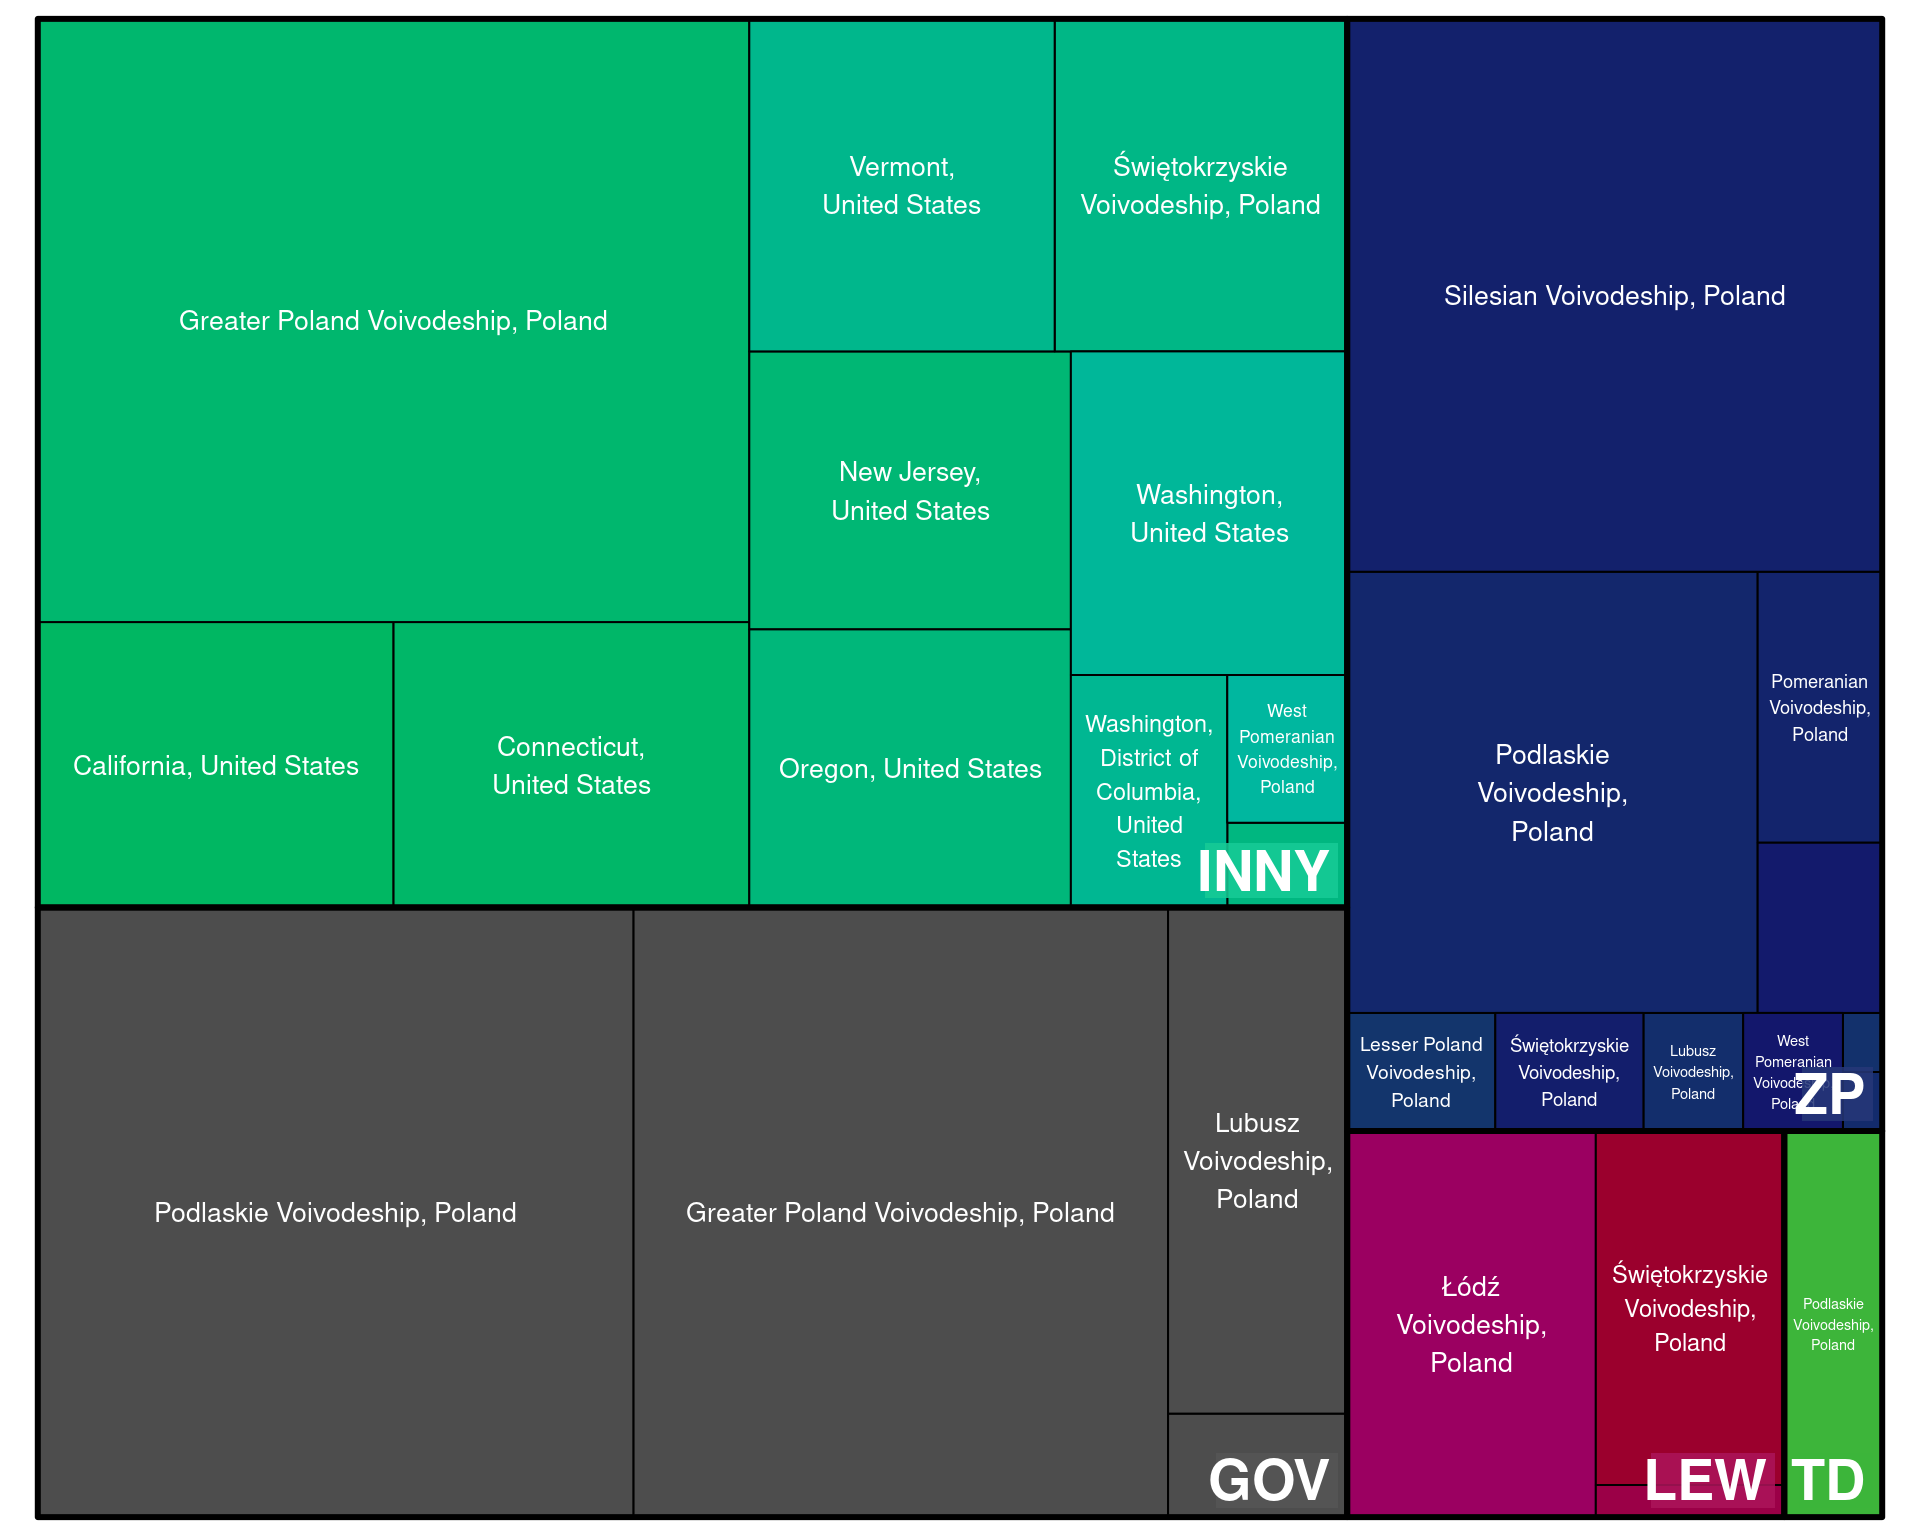 Greater Poland Voivodeship, Poland
Vermont,
United States
Świętokrzyskie
Voivodeship, Poland
New Jersey,
United States
Washington,
United States
California, United States
Connecticut,
United States
Oregon, United States
Washington,
District of
Columbia,
United
States
West
Pomeranian
Voivodeship,
Poland
INNY
Podlaskie Voivodeship, Poland
Greater Poland Voivodeship, Poland
Lubusz
Voivodeship,
Poland
GOV
Silesian Voivodeship, Poland
Podlaskie
Voivodeship,
Poland
Pomeranian
Voivodeship,
Poland
Lesser Poland
Voivodeship,
Poland
Świętokrzyskie
Voivodeship,
Poland
Lubusz
Voivodeship,
Poland
West
Pomeranian
Voivodeship,
Poland
ZP
Łódź
Voivodeship,
Poland
Świętokrzyskie
Voivodeship,
Poland
LEW
Podlaskie
Voivodeship,
Poland
TD